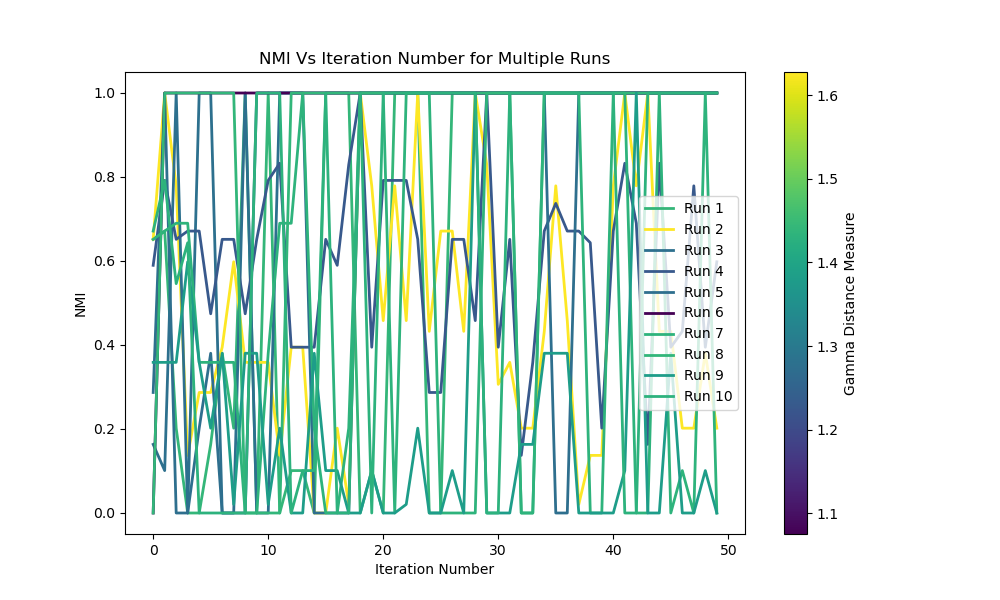 NMI Vs Iteration Number for Multiple Runs
NMI
1.0
0.8
0.6
0.4
0.2
0.0
0
10
20
30
40
50
Iteration Number
Run 1
Run 2
Run 3
Run 4
Run 5
Run 6
Run 7
Run 8
Run 9
Run 10
1.6
1.5
1.4
1.3
1.2
1.1
Gamma Distance Measure